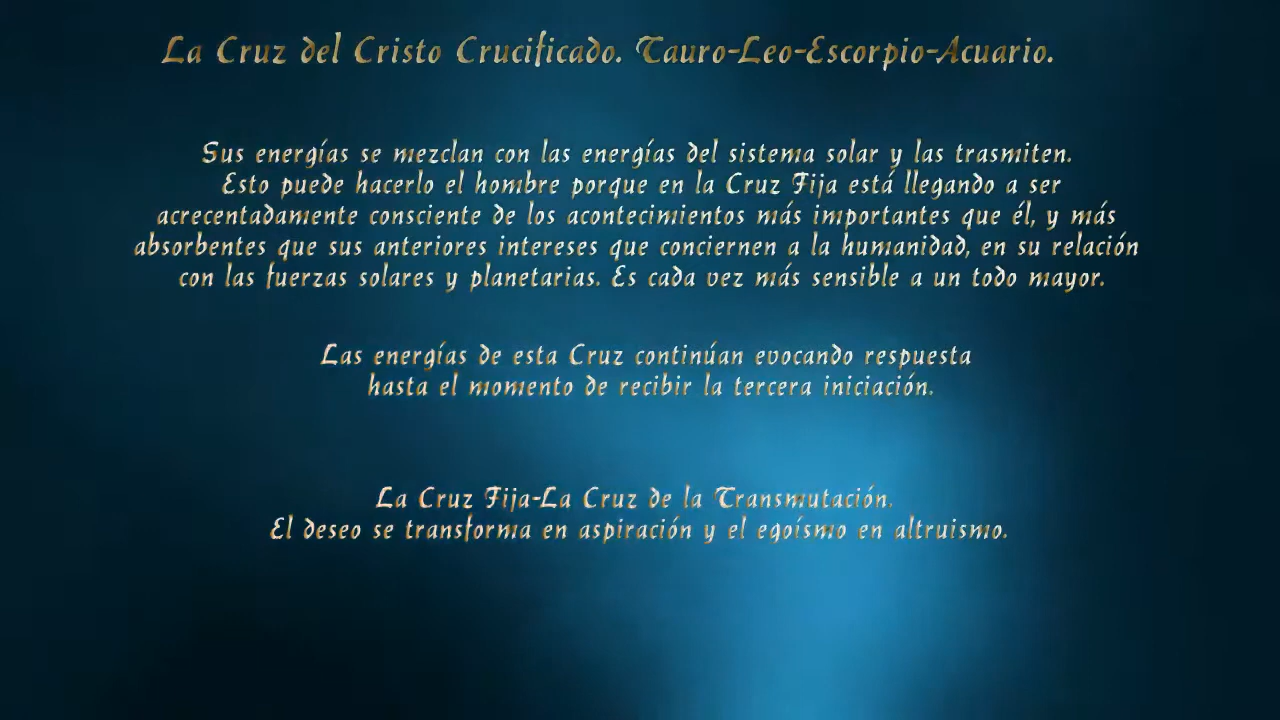 La Cruz del Cristo Crucificado. Tauro-Leo-Escorpio-Acuario.
Sus energías se mezclan con las energías del sistema solar y las trasmiten.
Esto puede hacerlo el hombre porque en la Cruz Fija está llegando a ser
acrecentadamente consciente de los acontecimientos más importantes que él, y más
absorbentes que sus anteriores intereses que conciernen a la humanidad, en su relación
con las fuerzas solares y planetarias. Es cada vez más sensible a un todo mayor.
Las energías de esta Cruz continúan evocando respuesta
hasta el momento de recibir la tercera iniciación.
La Cruz Fija-La Cruz de la Transmutación.
El deseo se transforma en aspiración y el egoísmo en altruismo.